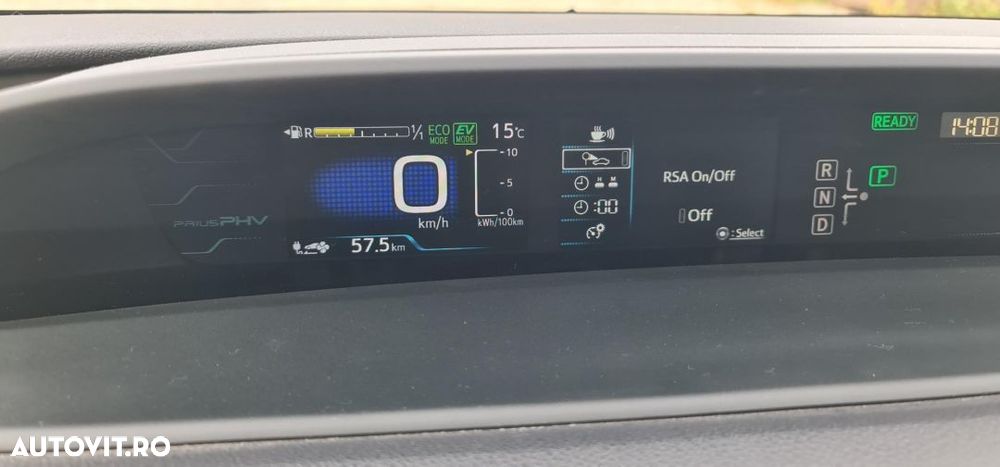 R 1/1 ECO MODE EV MODE 15°C
READY 14:08
10
5
0
kWh/100km
0
km/h
PRIUS PHV
57.5 km
H M
:00
RSA On/Off
Off
:Select
R
N
D
P
AUTOVIT.RO